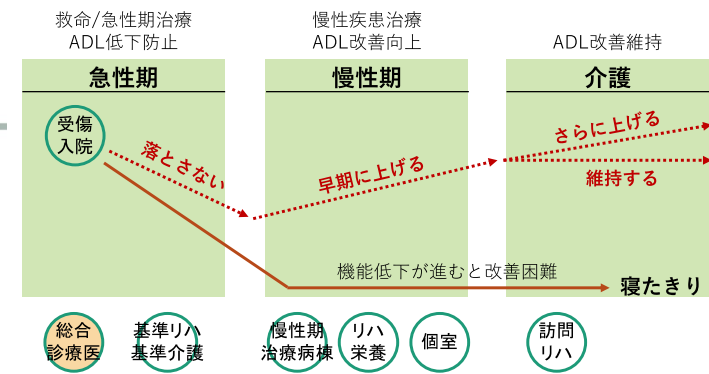 救命/急性期治療
ADL低下防止
慢性疾患治療
ADL改善向上
ADL改善維持
急性期
慢性期
介護
受傷
入院
落とさない
早期に上げる
さらに上げる
維持する
機能低下が進むと改善困難
寝たきり
総合
診療医
基準リハ
基準介護
慢性期
治療病棟
リハ
栄養
個室
訪問
リハ